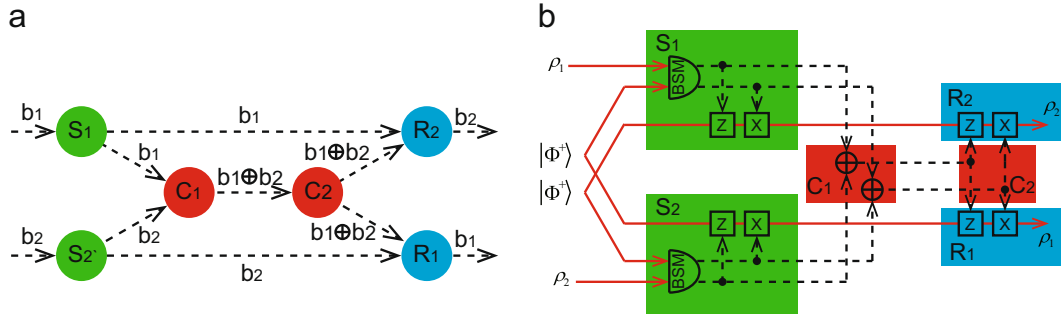 a
b1
S1
b1
R2
b2
b1
b1⊕b2
C1
b1⊕b2
C2
b2
S2`
b2
b1⊕b2
b2
R1
b1
b
S1
ρ1
BSM
Z
X
R2
Z
X
ρ2
|Φ+⟩
|Φ+⟩
C1
C2
S2
Z
X
BSM
ρ2
Z
X
R1
ρ1